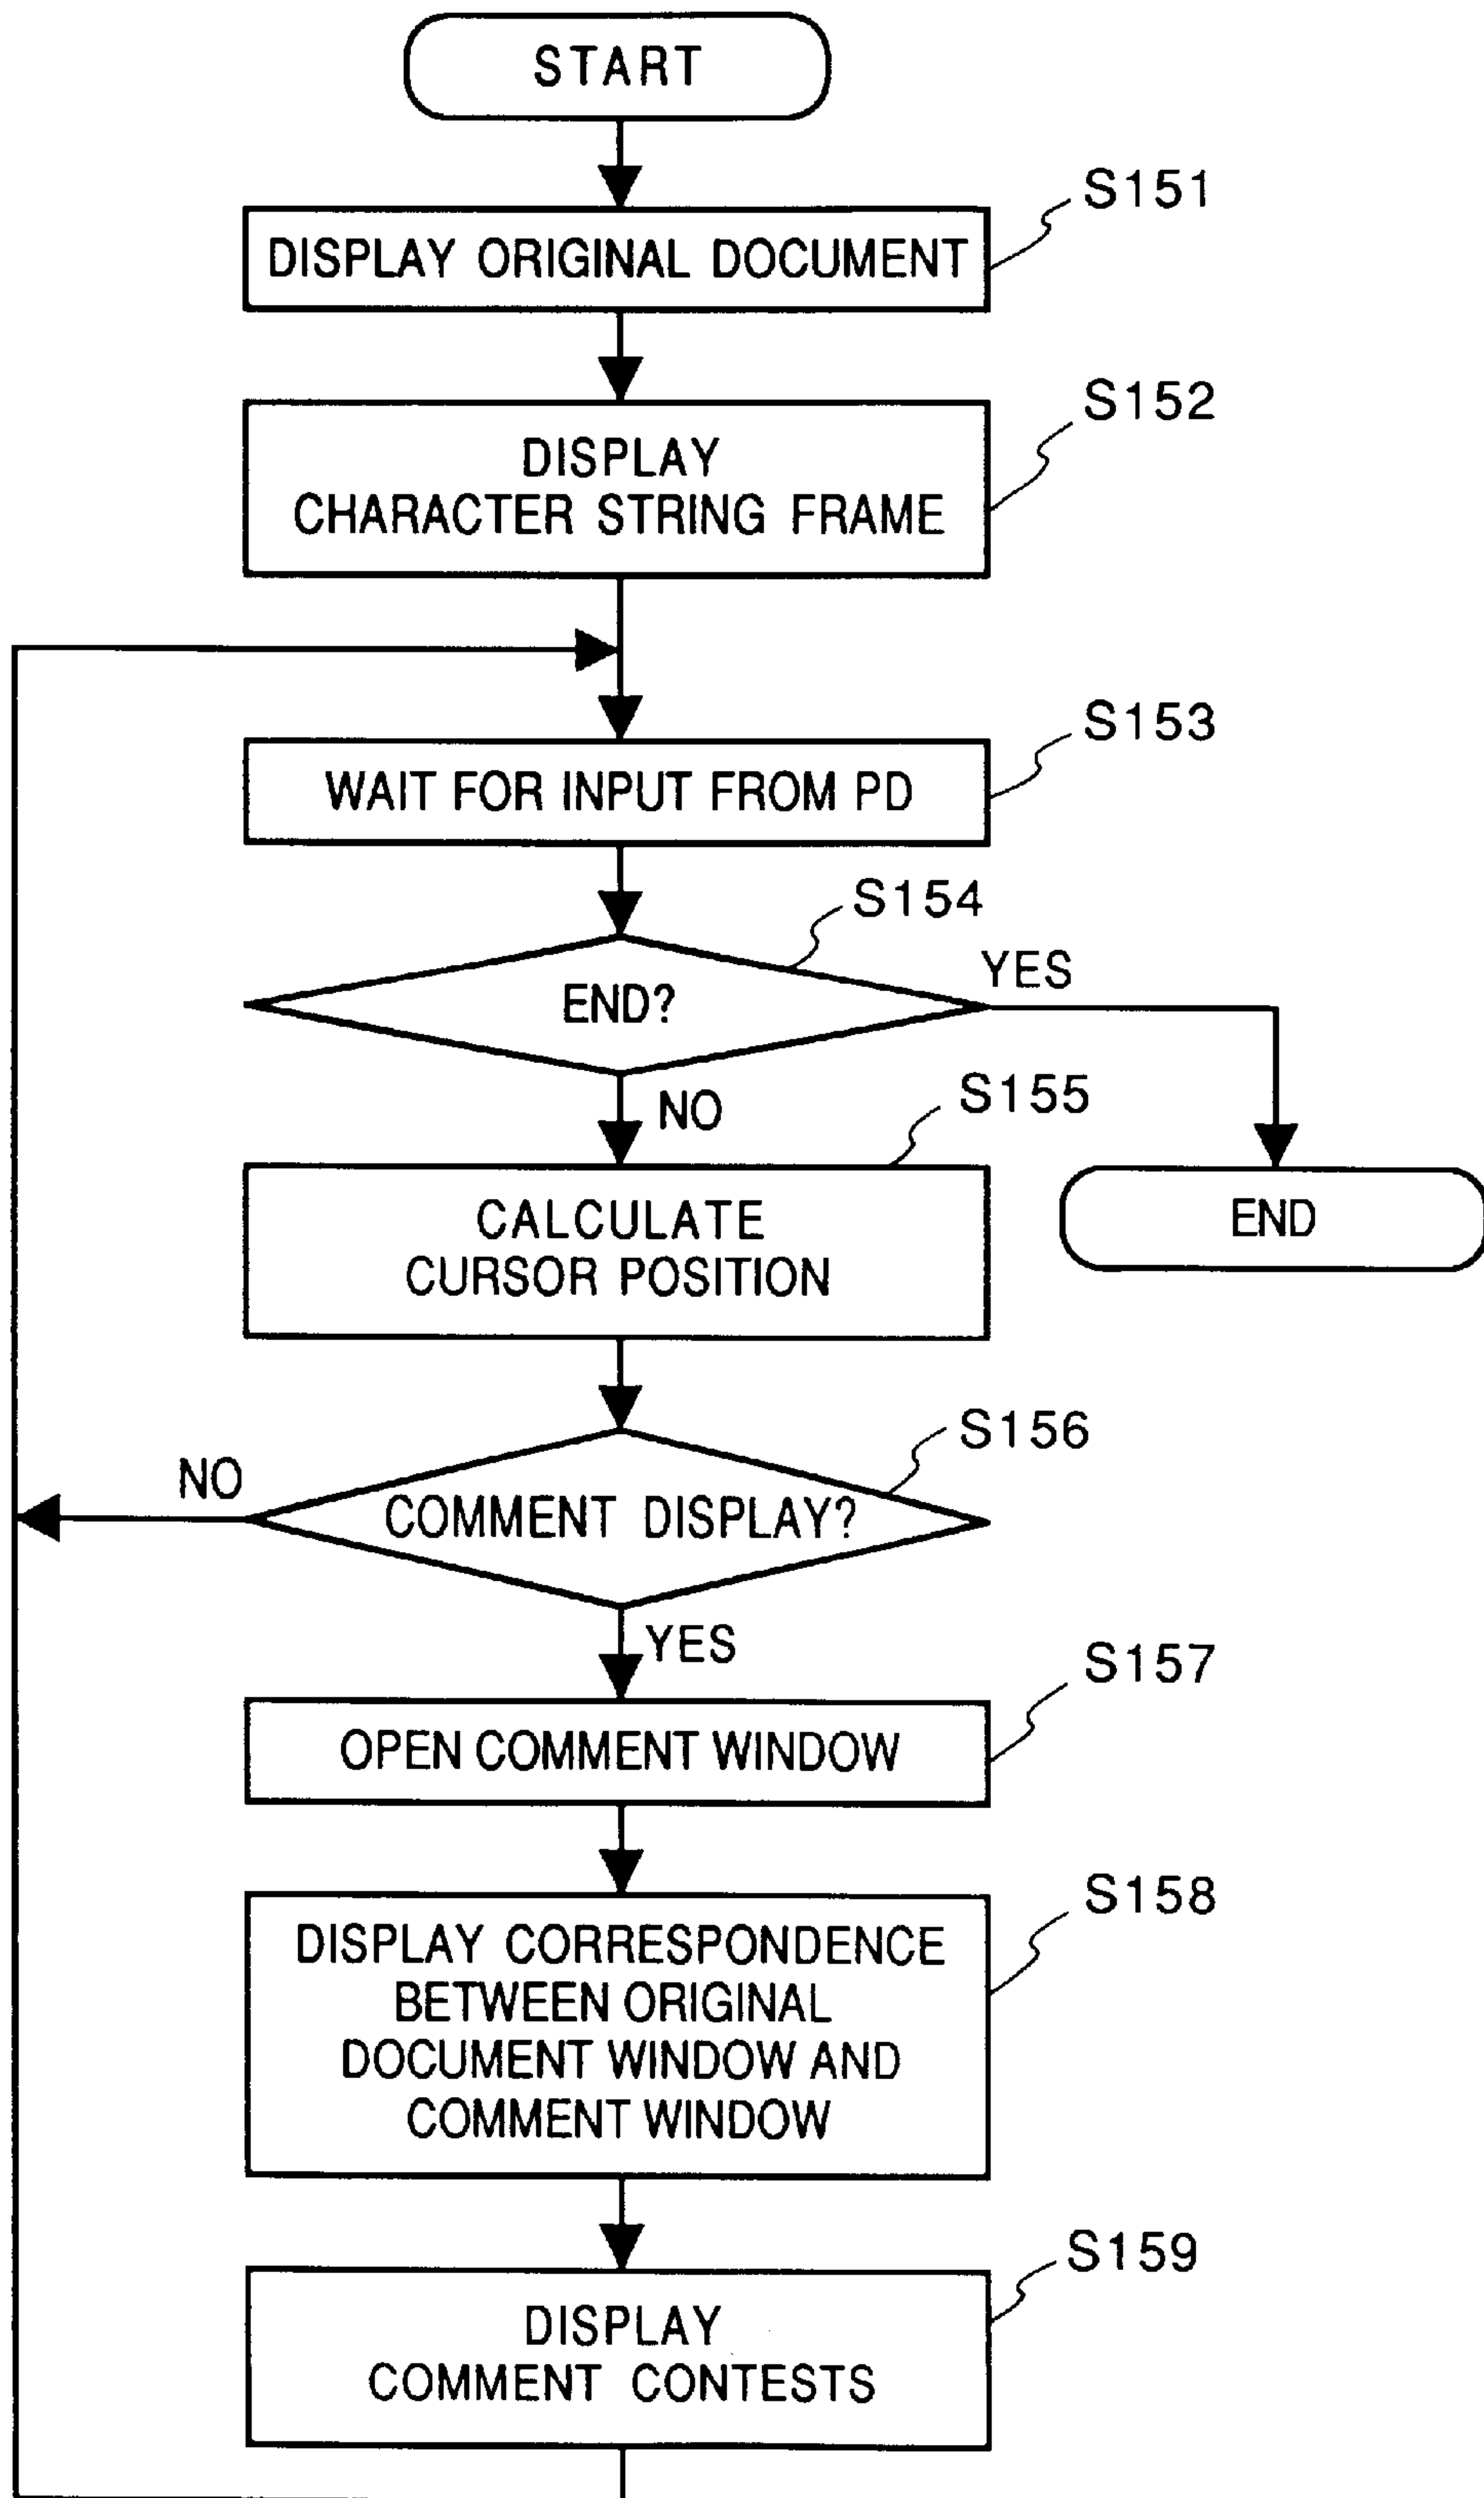 START
S151
DISPLAY ORIGINAL DOCUMENT
S152
DISPLAY
CHARACTER STRING FRAME
S153
WAIT FOR INPUT FROM PD
S154
END?
YES
NO
S155
CALCULATE
CURSOR POSITION
END
S156
COMMENT DISPLAY?
NO
YES
S157
OPEN COMMENT WINDOW
S158
DISPLAY CORRESPONDENCE
BETWEEN ORIGINAL
DOCUMENT WINDOW AND
COMMENT WINDOW
S159
DISPLAY
COMMENT CONTESTS